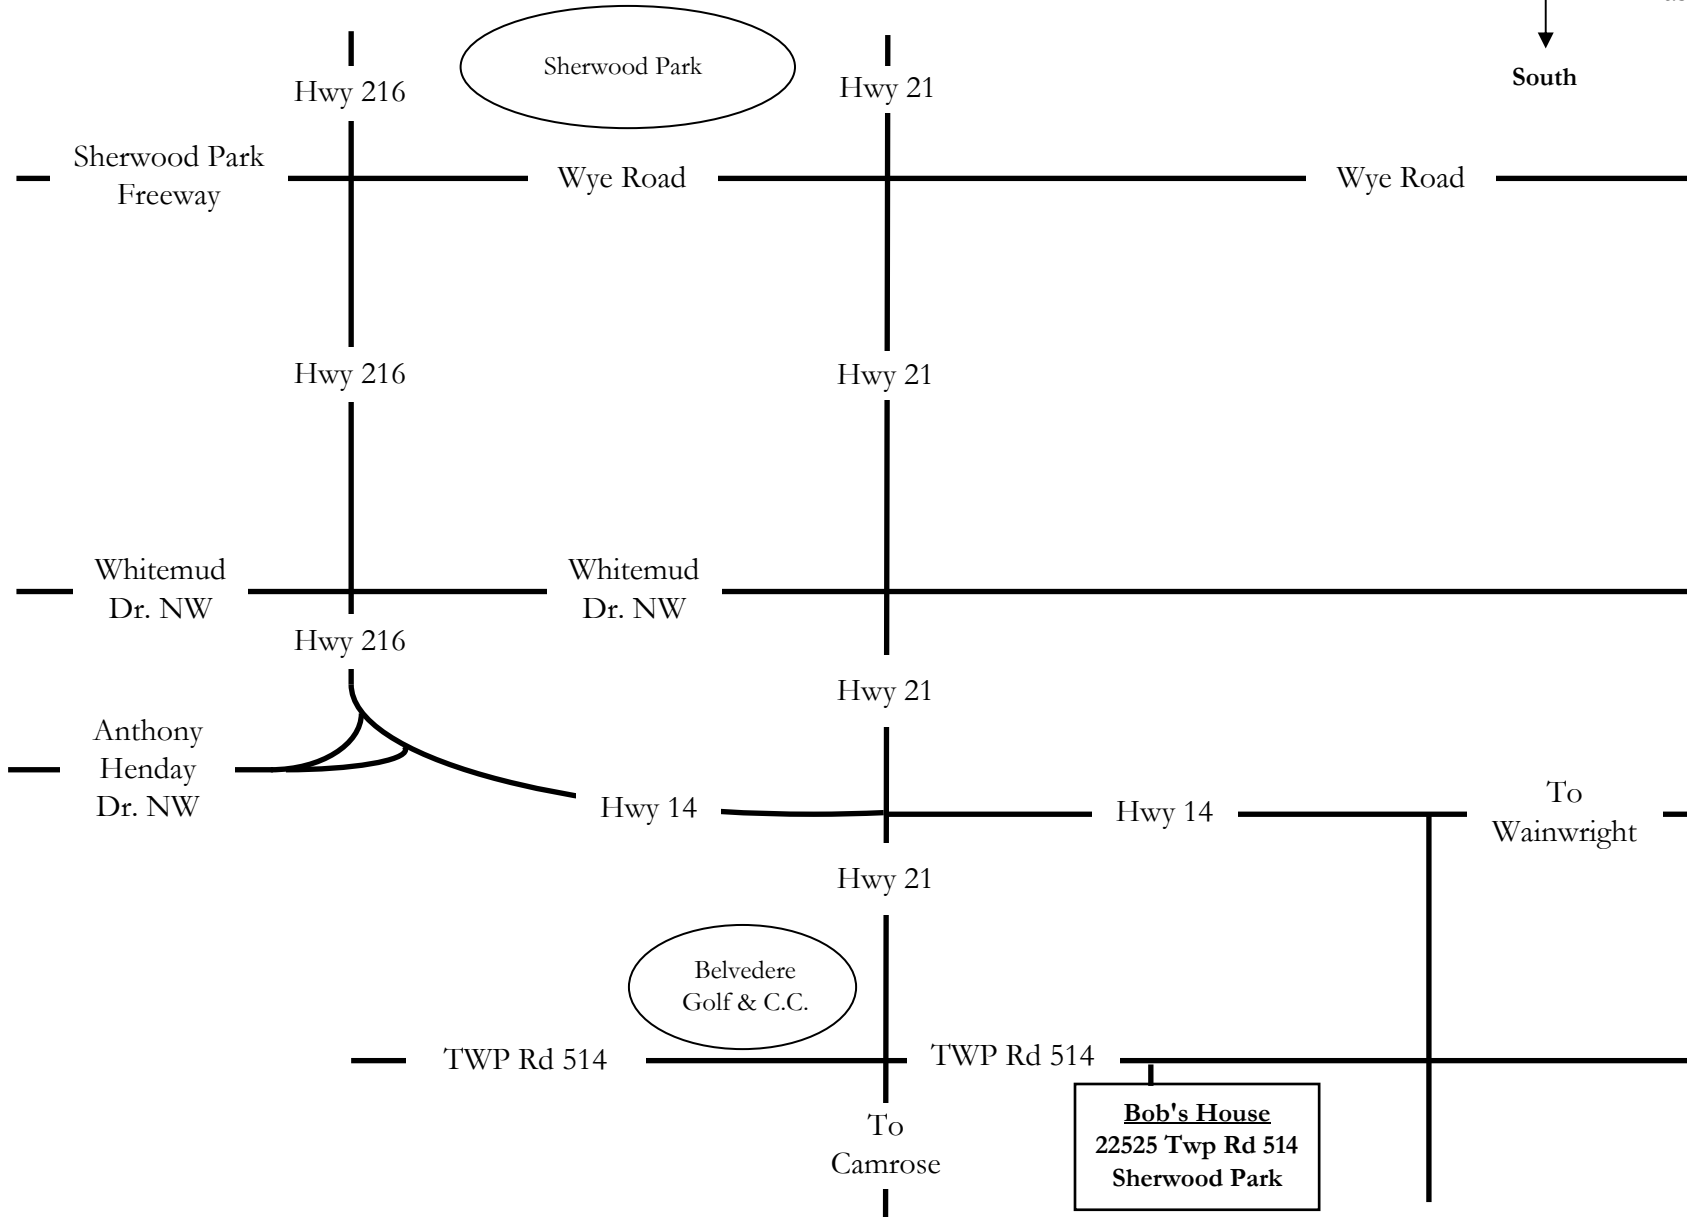 Sherwood Park
Hwy 216
Hwy 21
South
Sherwood Park
Freeway
Wye Road
Wye Road
Hwy 216
Hwy 21
Whitemud
Dr. NW
Whitemud
Dr. NW
Hwy 216
Hwy 21
Anthony
Henday
Dr. NW
Hwy 14
Hwy 14
To
Wainwright
Hwy 21
Belvedere
Golf & C.C.
TWP Rd 514
TWP Rd 514
To
Camrose
Bob's House
22525 Twp Rd 514
Sherwood Park